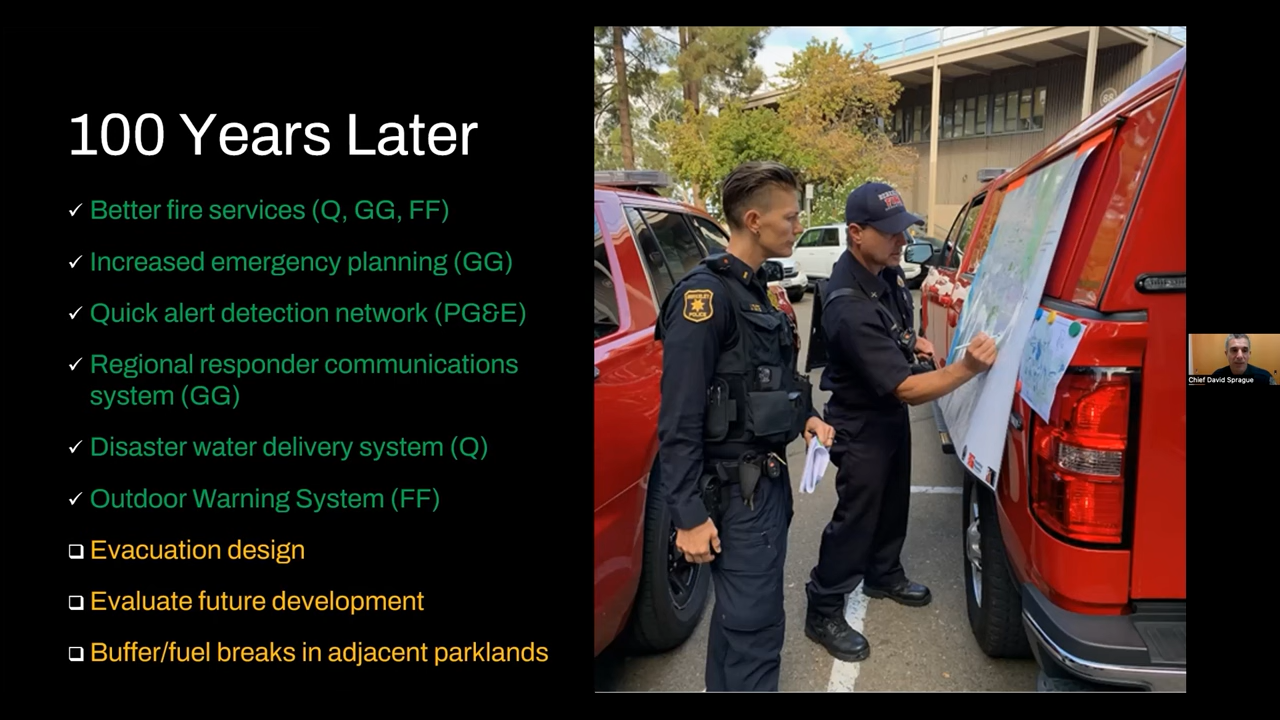 100 Years Later
Better fire services (Q, GG, FF)
Increased emergency planning (GG)
Quick alert detection network (PG&E)
Regional responder communications
system (GG)
Disaster water delivery system (Q)
Outdoor Warning System (FF)
Evacuation design
Evaluate future development
Buffer/fuel breaks in adjacent parklands
BERKELEY
POLICE
Chief David Sprague